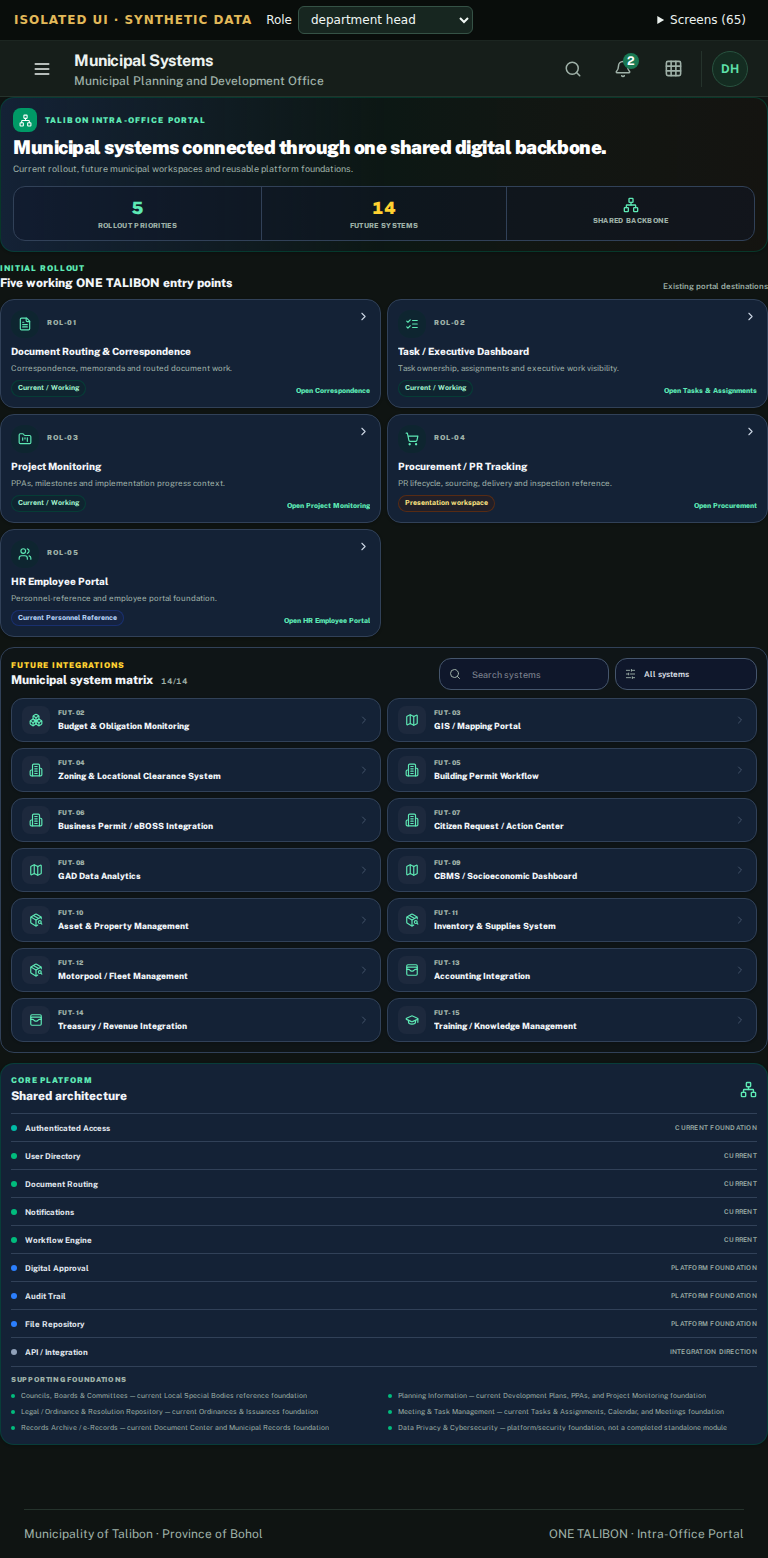 ISOLATED UI · SYNTHETIC DATA Role department head Screens (65)
Municipal Systems
Municipal Planning and Development Office
2
DH
TALIBON INTRA-OFFICE PORTAL
Municipal systems connected through one shared digital backbone.
Current rollout, future municipal workspaces and reusable platform foundations.
5 14
ROLLOUT PRIORITIES FUTURE SYSTEMS SHARED BACKBONE
INITIAL ROLLOUT
Five working ONE TALIBON entry points Existing portal destinations
ROL-01
Document Routing & Correspondence
Correspondence, memoranda and routed document work.
Current / Working Open Correspondence
ROL-02
Task / Executive Dashboard
Task ownership, assignments and executive work visibility.
Current / Working Open Tasks & Assignments
ROL-03
Project Monitoring
PPAs, milestones and implementation progress context.
Current / Working Open Project Monitoring
ROL-04
Procurement / PR Tracking
PR lifecycle, sourcing, delivery and inspection reference.
Presentation workspace Open Procurement
ROL-05
HR Employee Portal
Personnel-reference and employee portal foundation.
Current Personnel Reference Open HR Employee Portal
FUTURE INTEGRATIONS
Municipal system matrix 14/14 Search systems All systems
FUT-02
Budget & Obligation Monitoring
FUT-03
GIS / Mapping Portal
FUT-04
Zoning & Locational Clearance System
FUT-05
Building Permit Workflow
FUT-06
Business Permit / eBOSS Integration
FUT-07
Citizen Request / Action Center
FUT-08
GAD Data Analytics
FUT-09
CBMS / Socioeconomic Dashboard
FUT-10
Asset & Property Management
FUT-11
Inventory & Supplies System
FUT-12
Motorpool / Fleet Management
FUT-13
Accounting Integration
FUT-14
Treasury / Revenue Integration
FUT-15
Training / Knowledge Management
CORE PLATFORM
Shared architecture
Authenticated Access CURRENT FOUNDATION
User Directory CURRENT
Document Routing CURRENT
Notifications CURRENT
Workflow Engine CURRENT
Digital Approval PLATFORM FOUNDATION
Audit Trail PLATFORM FOUNDATION
File Repository PLATFORM FOUNDATION
API / Integration INTEGRATION DIRECTION
SUPPORTING FOUNDATIONS
Councils, Boards & Committees — current Local Special Bodies reference foundation
Planning Information — current Development Plans, PPAs, and Project Monitoring foundation
Legal / Ordinance & Resolution Repository — current Ordinances & Issuances foundation
Meeting & Task Management — current Tasks & Assignments, Calendar, and Meetings foundation
Records Archive / e-Records — current Document Center and Municipal Records foundation
Data Privacy & Cybersecurity — platform/security foundation, not a completed standalone module
Municipality of Talibon · Province of Bohol ONE TALIBON · Intra-Office Portal